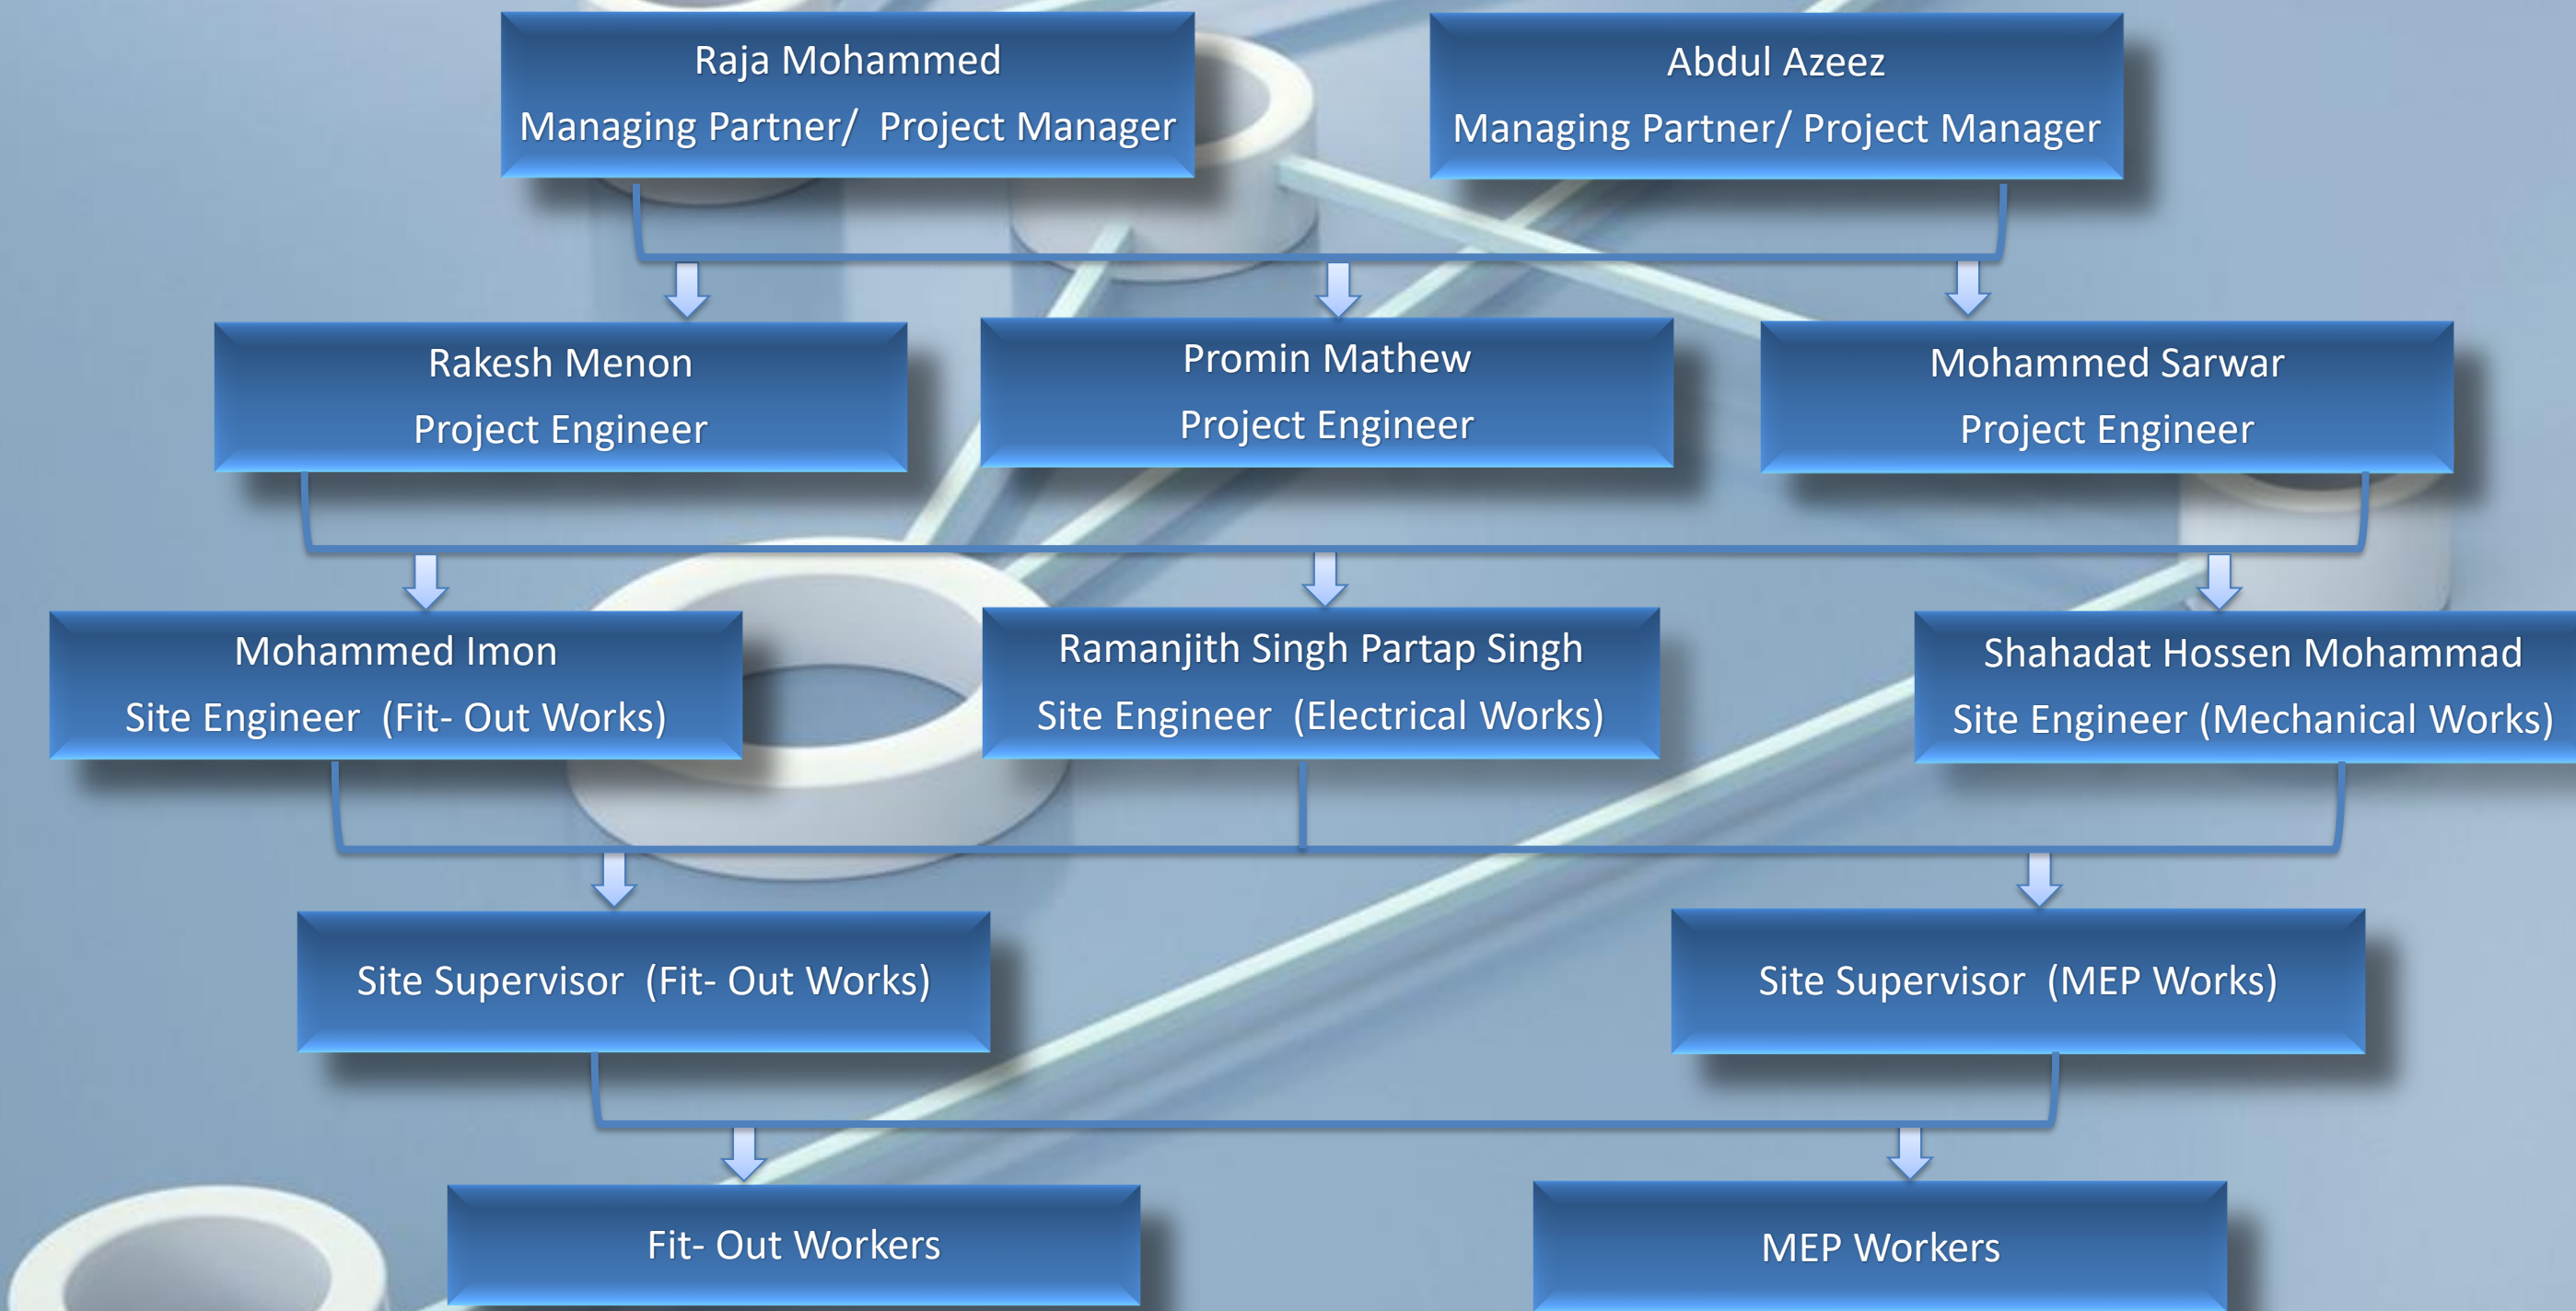 Raja Mohammed
Managing Partner/  Project Manager
Abdul Azeez
Managing Partner/ Project Manager
Rakesh Menon
Project Engineer
Promin Mathew
Project Engineer
Mohammed Sarwar
Project Engineer
Mohammed Imon
Site Engineer  (Fit- Out Works)
Ramanjith Singh Partap Singh
Site Engineer  (Electrical Works)
Shahadat Hossen Mohammad
Site Engineer (Mechanical Works)
Site Supervisor  (Fit- Out Works)
Site Supervisor  (MEP Works)
Fit- Out Workers
MEP Workers